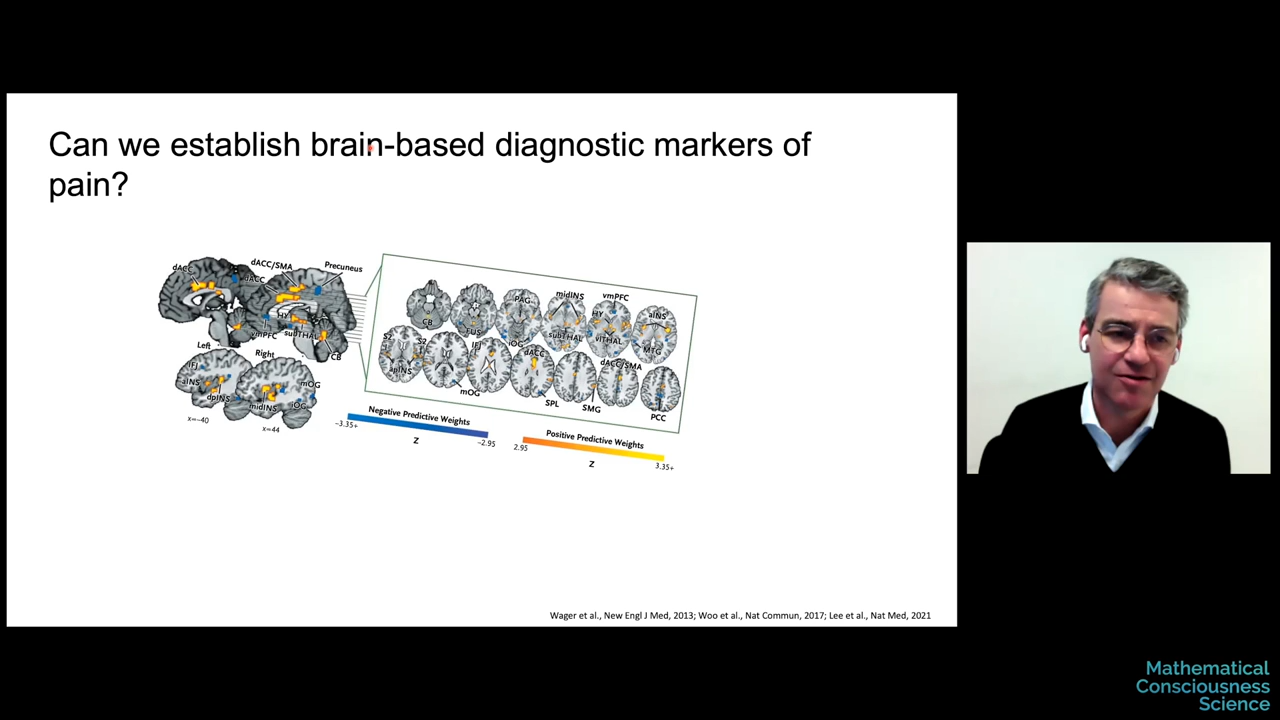 Can we establish brain-based diagnostic markers of
pain?
dACC
dACC/SMA
Precuneus
dACC
HY
vmPFC
subTHAL
CB
Left
Right
IFJ
aINS
dpINS
midINS
mOG
iOG
x=-40
x=44
CB
FUS
PAG
IOG
midINS
subTHAL
vmPFC
HY
vlTHAL
aINS
MTG
S2
S2
dpINS
mOG
IFJ
dACC
SPL
SMG
dACC/SMA
PCC
Negative Predictive Weights
-3.35+
-2.95
Z
Positive Predictive Weights
2.95
3.35+
Z
Wager et al., New Engl J Med, 2013; Woo et al., Nat Commun, 2017; Lee et al., Nat Med, 2021
Mathematical
Consciousness
Science